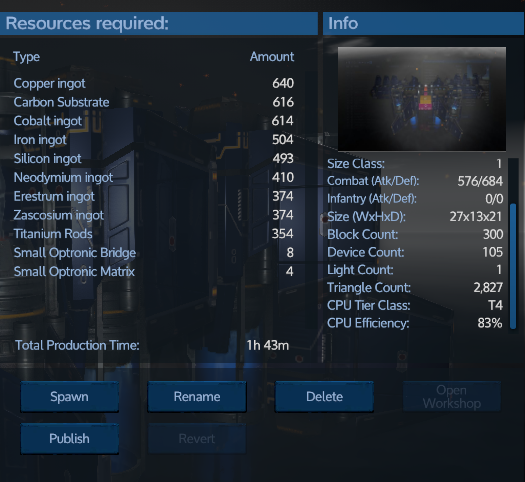 Resources required:
Type Amount
Copper ingot 640
Carbon Substrate 616
Cobalt ingot 614
Iron ingot 504
Silicon ingot 493
Neodymium ingot 410
Erestrum ingot 374
Zascosium ingot 374
Titanium Rods 354
Small Optronic Bridge 8
Small Optronic Matrix 4
Total Production Time: 1h 43m
Info
Size Class: 1
Combat (Atk/Def): 576/684
Infantry (Atk/Def): 0/0
Size (WxHxD): 27x13x21
Block Count: 300
Device Count: 105
Light Count: 1
Triangle Count: 2,827
CPU Tier Class: T4
CPU Efficiency: 83%
Spawn
Rename
Delete
Open
Workshop
Publish
Revert